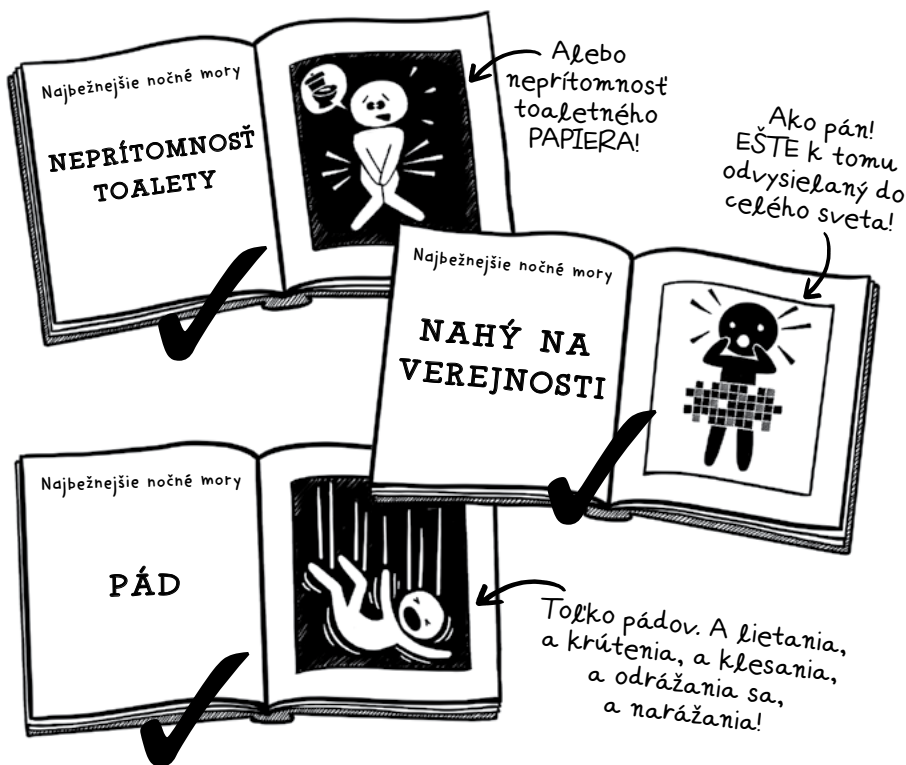 Najbežnejšie nočné mory
NEPRÍTOMNOSŤ
TOALETY
Alebo
neprítomnosť
toaletného
PAPIERA!
Ako pán!
EŠTE k tomu
odvysielaný do
celého sveta!
Najbežnejšie nočné mory
NAHÝ NA
VEREJNOSTI
Najbežnejšie nočné mory
PÁD
Toľko pádov. A lietania,
a krútenia, a klesania,
a odrážania sa,
a narážania!